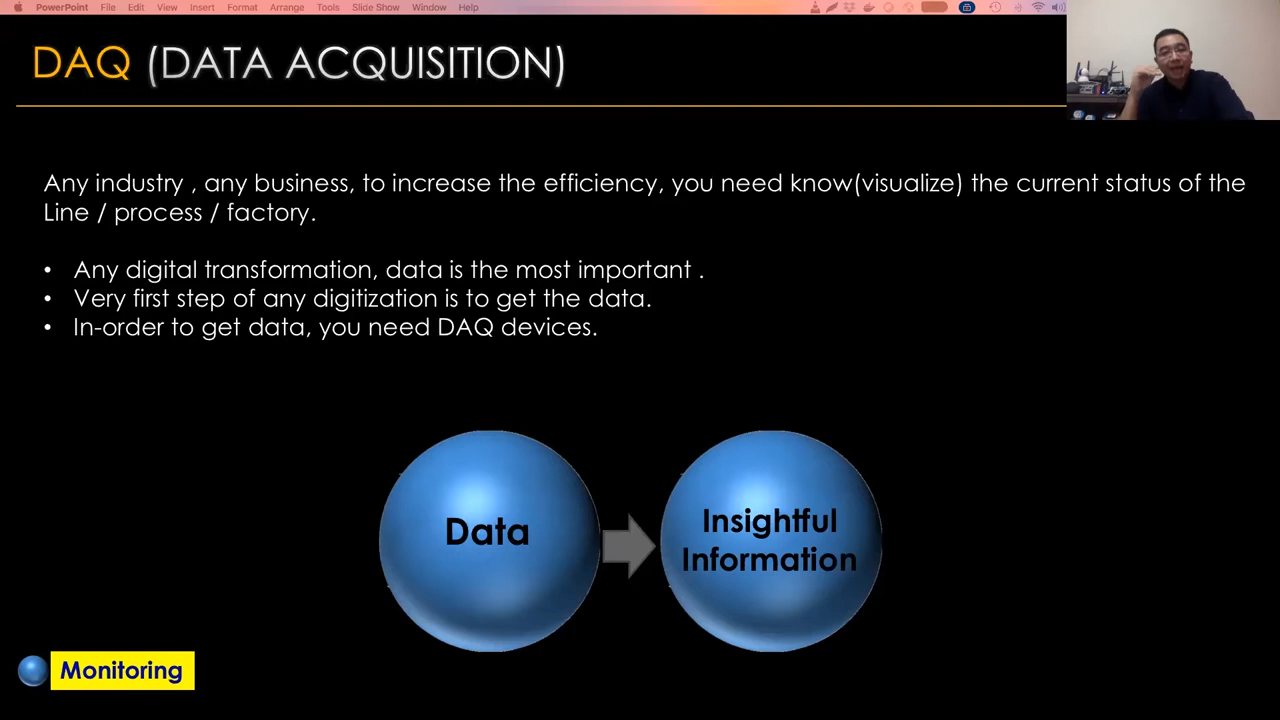 PowerPoint File Edit View Insert Format Arrange Tools Slide Show Window Help
DAQ (DATA ACQUISITION)
Any industry , any business, to increase the efficiency, you need know(visualize) the current status of the
Line / process / factory.
• Any digital transformation, data is the most important .
• Very first step of any digitization is to get the data.
• In-order to get data, you need DAQ devices.
Data
Insightful
Information
Monitoring